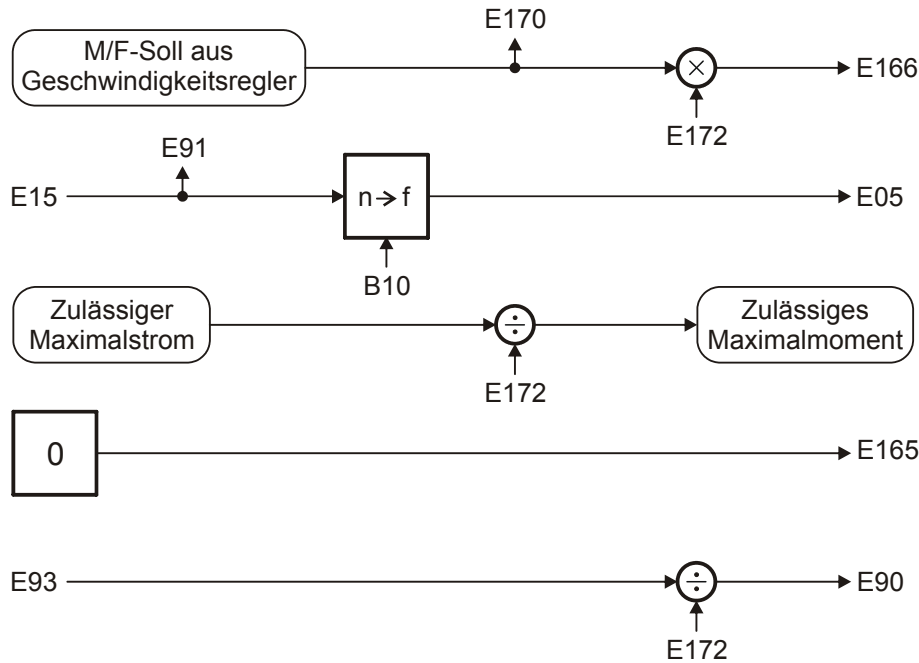 E170
M/F-Soll aus
Geschwindigkeitsregler
×
E166
E172
E91
E15
n→f
E05
B10
Zulässiger
Maximalstrom
÷
Zulässiges
Maximalmoment
E172
0
E165
E93
÷
E90
E172